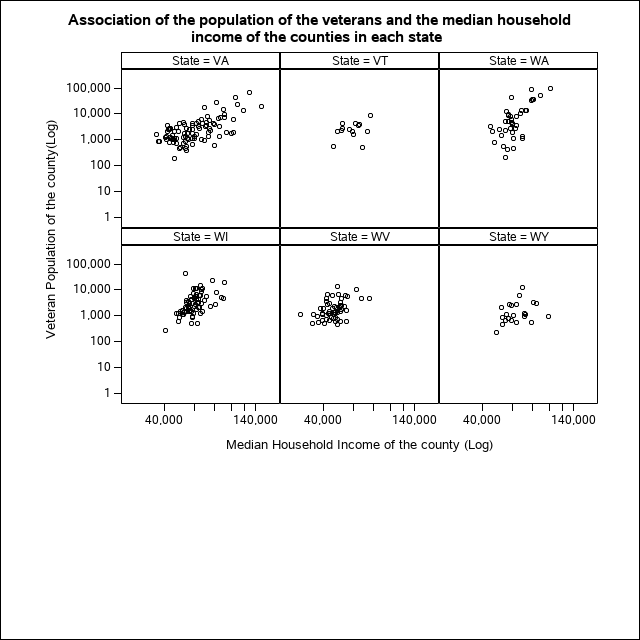 Association of the population of the veterans and the median household
income of the counties in each state
State = VA
State = VT
State = WA
100,000
10,000
1,000
100
10
1
State = WI
State = WV
State = WY
100,000
10,000
1,000
100
10
1
Veteran Population of the county(Log)
40,000
140,000
40,000
140,000
40,000
140,000
Median Household Income of the county (Log)